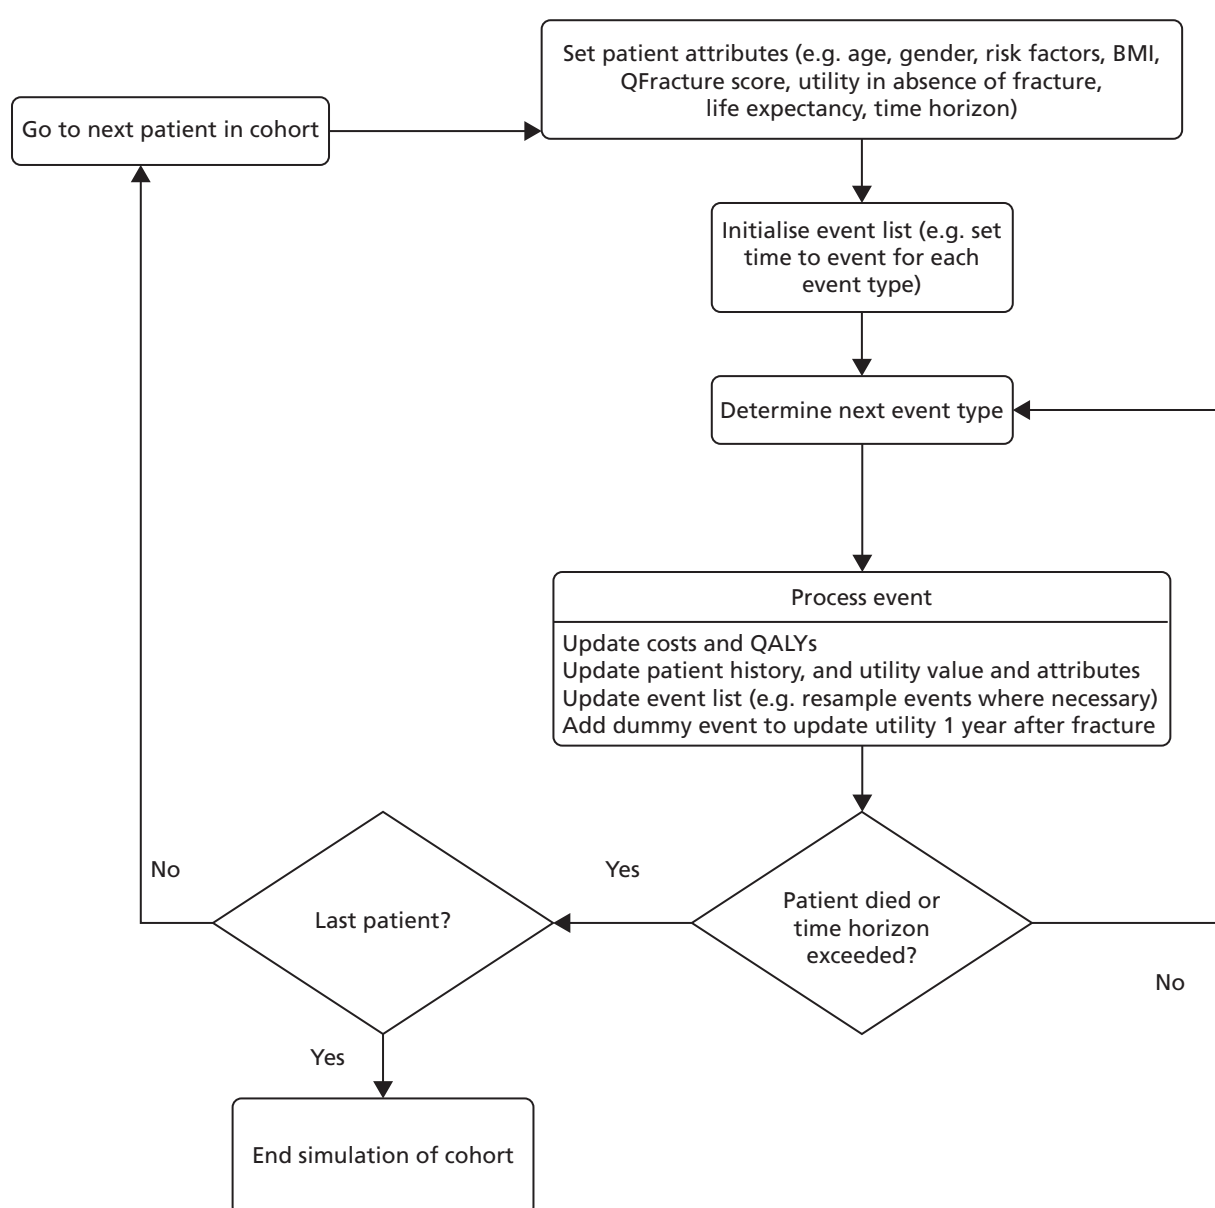 Set patient attributes (e.g. age, gender, risk factors, BMI,
QFracture score, utility in absence of fracture,
life expectancy, time horizon)
Go to next patient in cohort
Initialise event list (e.g. set
time to event for each
event type)
Determine next event type
Process event
Update costs and QALYs
Update patient history, and utility value and attributes
Update event list (e.g. resample events where necessary)
Add dummy event to update utility 1 year after fracture
No
Yes
Last patient?
Patient died or
time horizon
exceeded?
No
Yes
End simulation of cohort